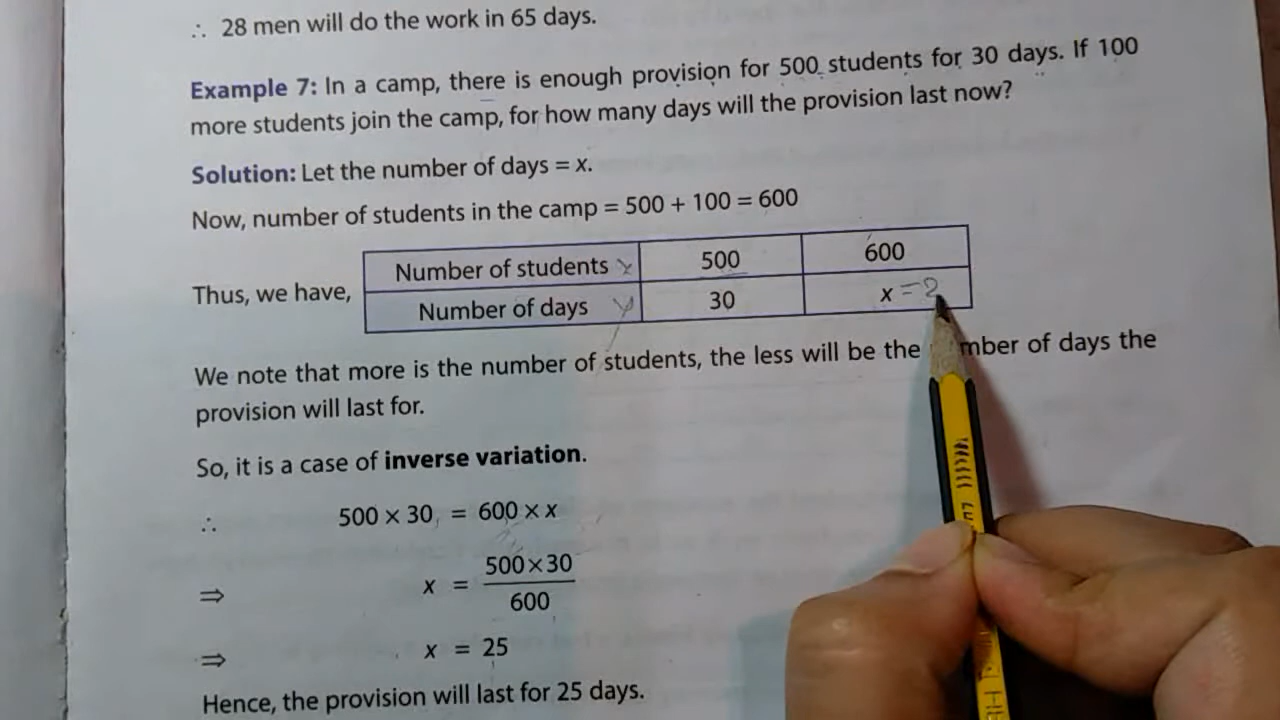 ∴ 28 men will do the work in 65 days.
Example 7: In a camp, there is enough provision for 500 students for 30 days. If 100
more students join the camp, for how many days will the provision last now?
Solution: Let the number of days = x.
Now, number of students in the camp = 500 + 100 = 600
Thus, we have,
Number of students x 500 600
Number of days y 30 x = ?
We note that more is the number of students, the less will be the mber of days the
provision will last for.
So, it is a case of inverse variation.
∴ 500 × 30 = 600 × x
⇒ x = 500×30
600
⇒ x = 25
Hence, the provision will last for 25 days.